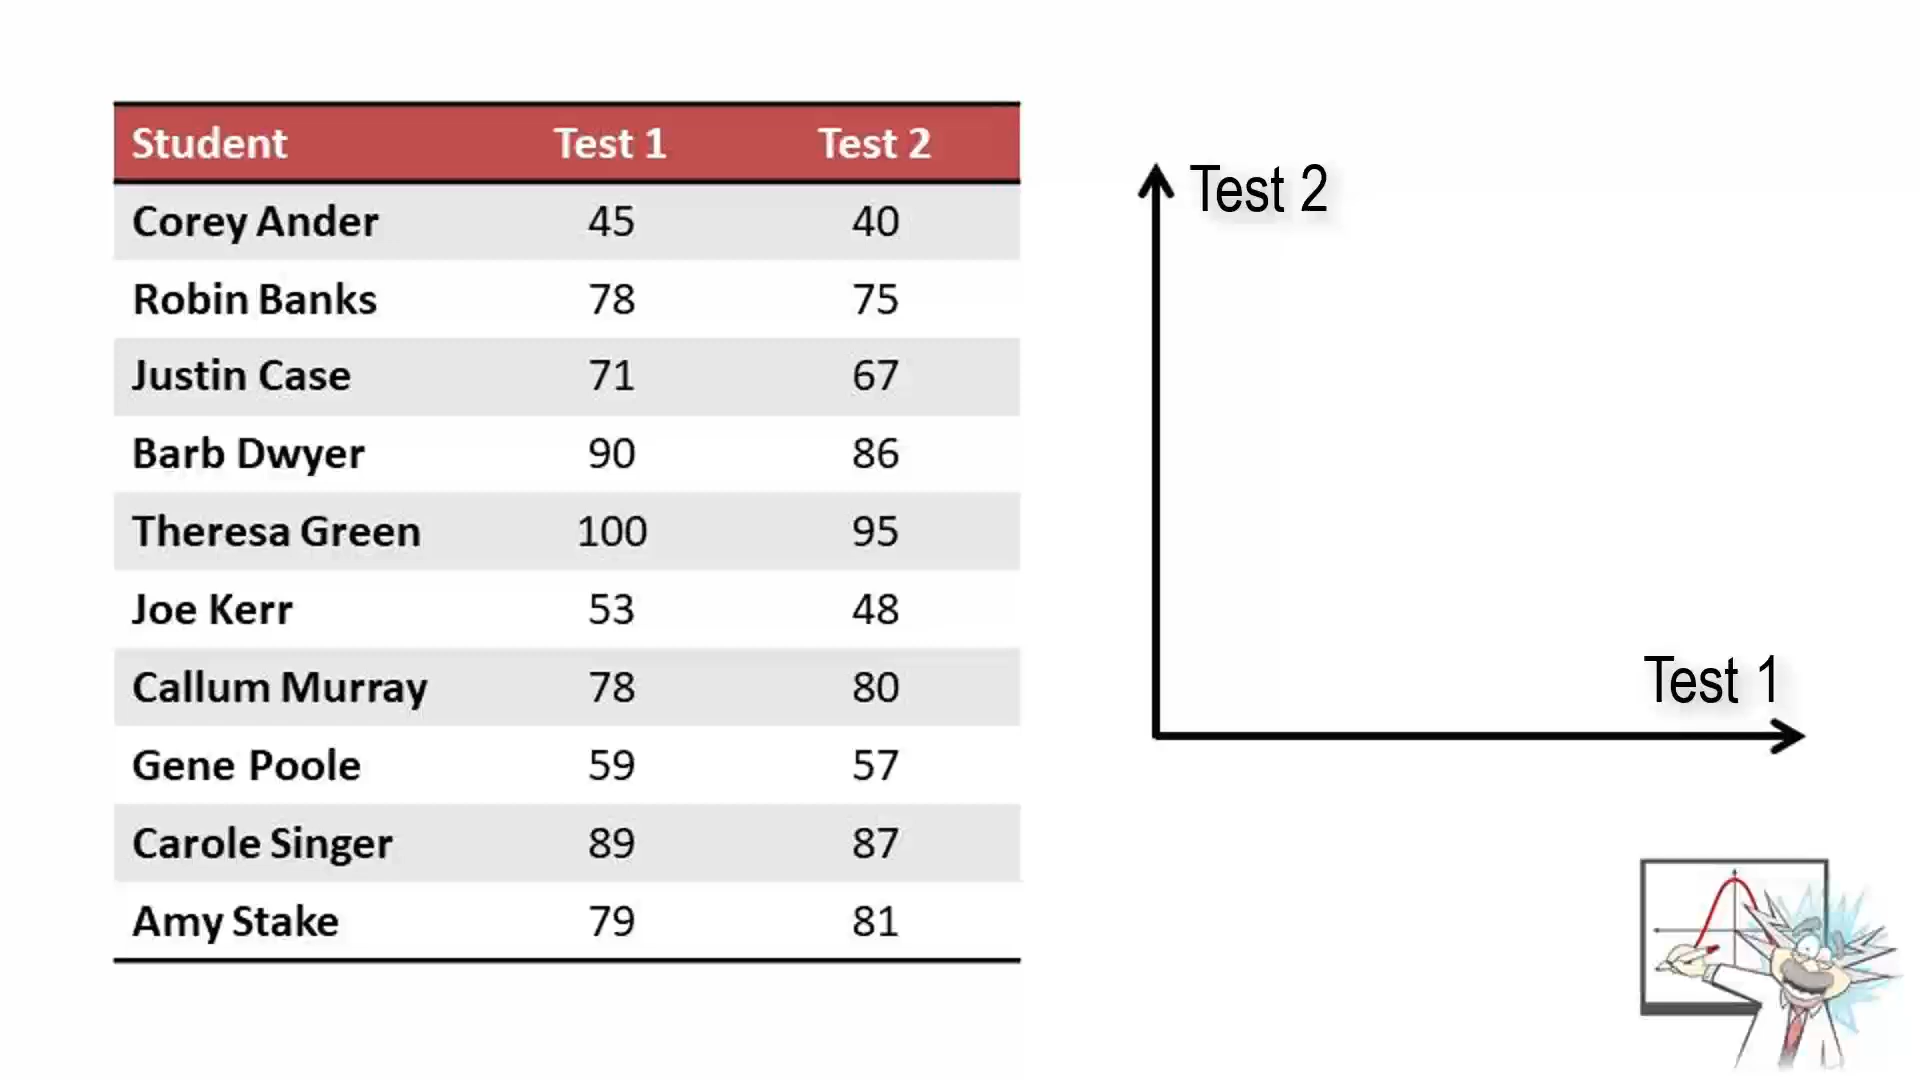 Student Test 1 Test 2
Corey Ander 45 40
Robin Banks 78 75
Justin Case 71 67
Barb Dwyer 90 86
Theresa Green 100 95
Joe Kerr 53 48
Callum Murray 78 80
Gene Poole 59 57
Carole Singer 89 87
Amy Stake 79 81
Test 2
Test 1